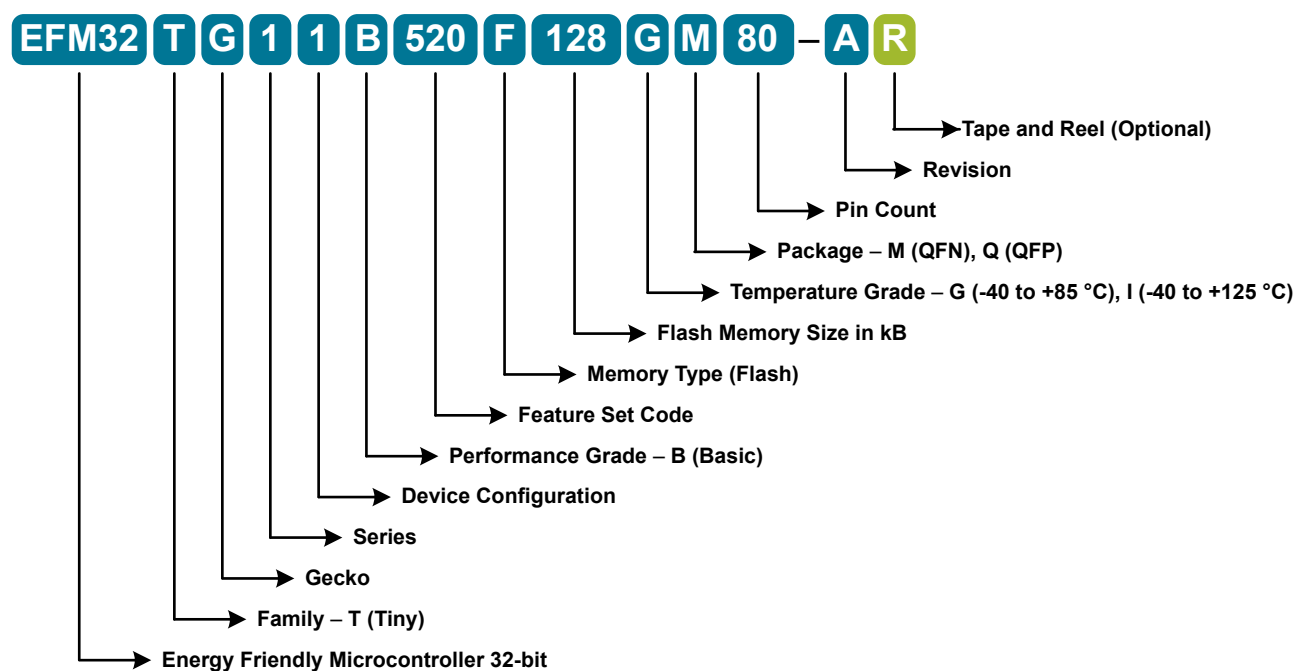 EFM32 T G 1 1 B 520 F 128 G M 80 – A R
Tape and Reel (Optional)
Revision
Pin Count
Package – M (QFN), Q (QFP)
Temperature Grade – G (-40 to +85 °C), I (-40 to +125 °C)
Flash Memory Size in kB
Memory Type (Flash)
Feature Set Code
Performance Grade – B (Basic)
Device Configuration
Series
Gecko
Family – T (Tiny)
Energy Friendly Microcontroller 32-bit